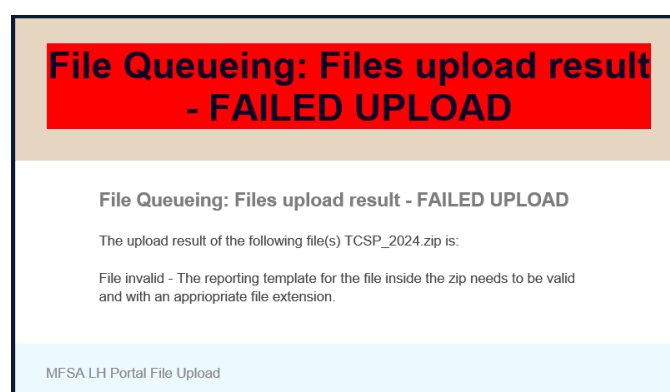 File Queueing: Files upload result
- FAILED UPLOAD
File Queueing: Files upload result - FAILED UPLOAD
The upload result of the following file(s) TCSP_2024.zip is:
File invalid - The reporting template for the file inside the zip needs to be valid
and with an appriopriate file extension.
MFSA LH Portal File Upload